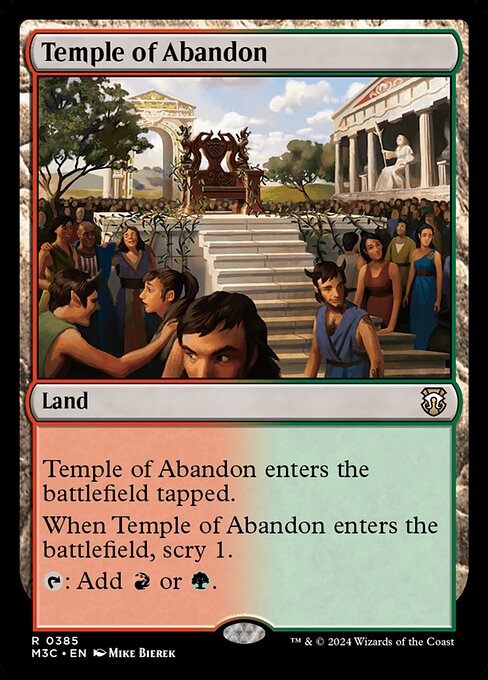 Temple of Abandon
Land
Temple of Abandon enters the
battlefield tapped.
When Temple of Abandon enters the
battlefield, scry 1.
: Add or .
R 0385
M3C • EN Mike Bierek
™ & © 2024 Wizards of the Coast